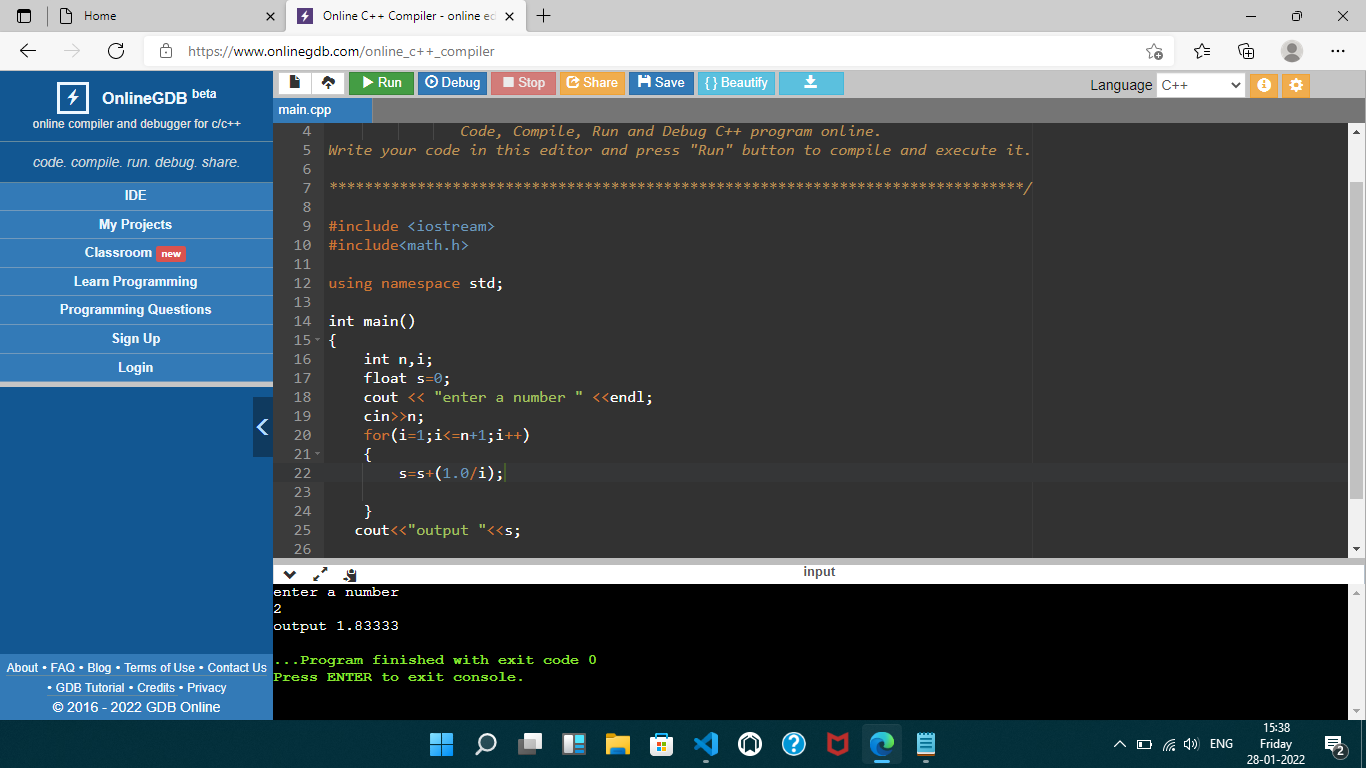 Home
Online C++ Compiler - online ed
https://www.onlinegdb.com/online_c++_compiler
OnlineGDB beta
online compiler and debugger for c/c++
code. compile. run. debug. share.
IDE
My Projects
Classroom new
Learn Programming
Programming Questions
Sign Up
Login
About • FAQ • Blog • Terms of Use • Contact Us
• GDB Tutorial • Credits • Privacy
© 2016 - 2022 GDB Online
Run Debug Stop Share Save { } Beautify
Language C++
main.cpp
4 Code, Compile, Run and Debug C++ program online.
5 Write your code in this editor and press "Run" button to compile and execute it.
6
7 *******************************************************************************/
8
9 #include <iostream>
10 #include<math.h>
11
12 using namespace std;
13
14 int main()
15 {
16 int n,i;
17 float s=0;
18 cout << "enter a number " <<endl;
19 cin>>n;
20 for(i=1;i<=n+1;i++)
21 {
22 s=s+(1.0/i);
23
24 }
25 cout<<"output "<<s;
26
input
enter a number
2
output 1.83333
...Program finished with exit code 0
Press ENTER to exit console.
ENG
15:38
Friday
28-01-2022
2